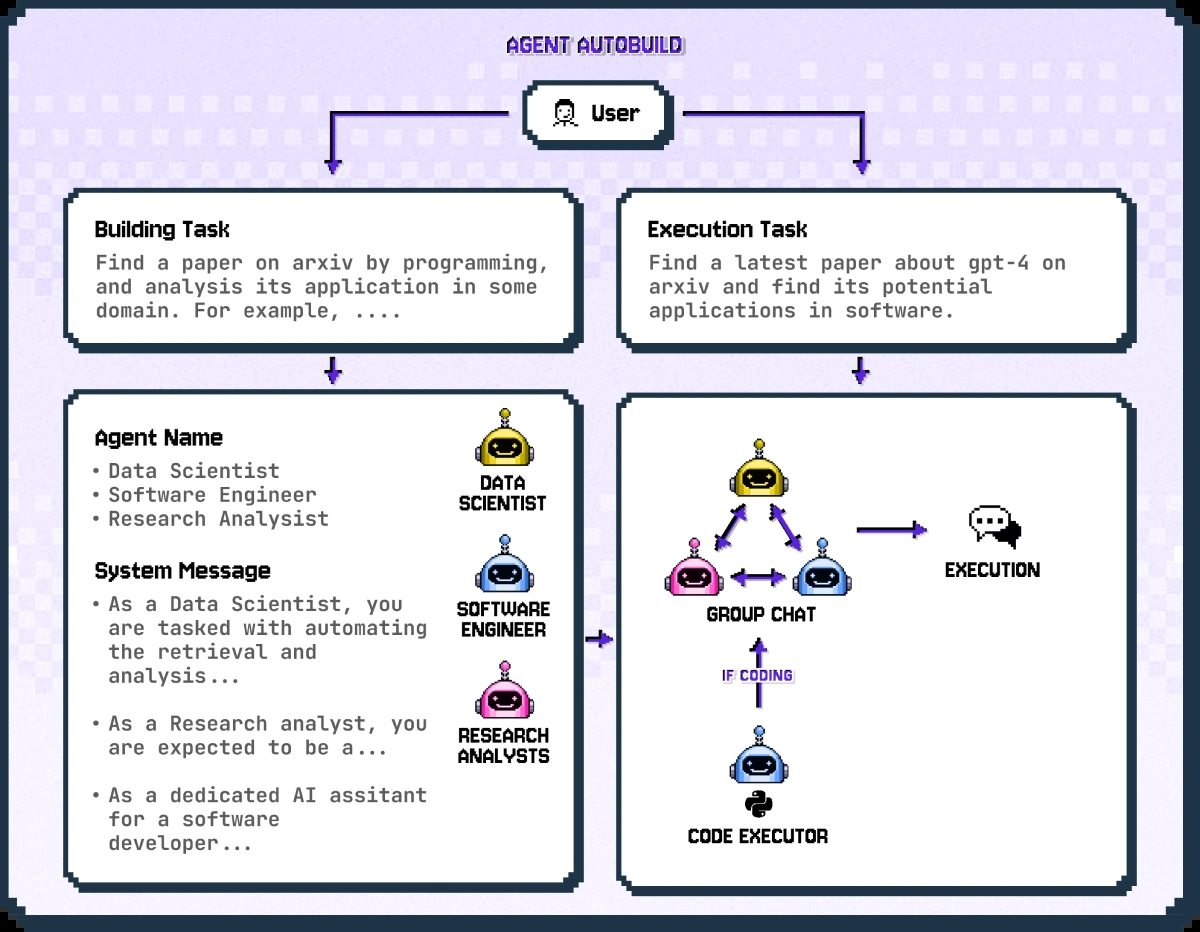 AGENT AUTOBUILD
User
Building Task
Find a paper on arxiv by programming,
and analysis its application in some
domain. For example, ....
Execution Task
Find a latest paper about gpt-4 on
arxiv and find its potential
applications in software.
Agent Name
• Data Scientist
• Software Engineer
• Research Analysist
System Message
• As a Data Scientist, you
are tasked with automating
the retrieval and
analysis...
• As a Research analyst, you
are expected to be a...
• As a dedicated AI assitant
for a software
developer...
DATA
SCIENTIST
SOFTWARE
ENGINEER
RESEARCH
ANALYSTS
GROUP CHAT
IF CODING
CODE EXECUTOR
EXECUTION